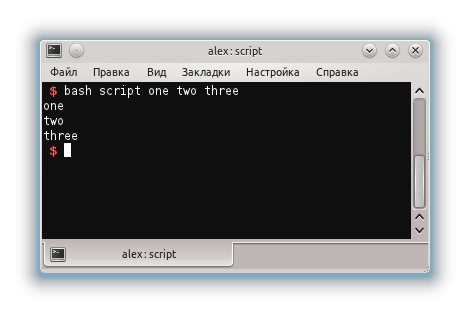 alex: script
Файл Правка Вид Закладки Настройка Справка
$ bash script one two three
one
two
three
$
alex: script